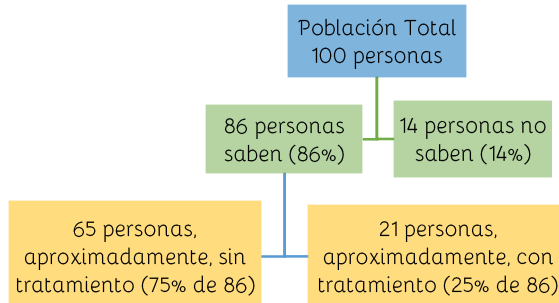 Población Total
100 personas
86 personas
saben (86%)
14 personas no
saben (14%)
65 personas,
aproximadamente, sin
tratamiento (75% de 86)
21 personas,
aproximadamente, con
tratamiento (25% de 86)